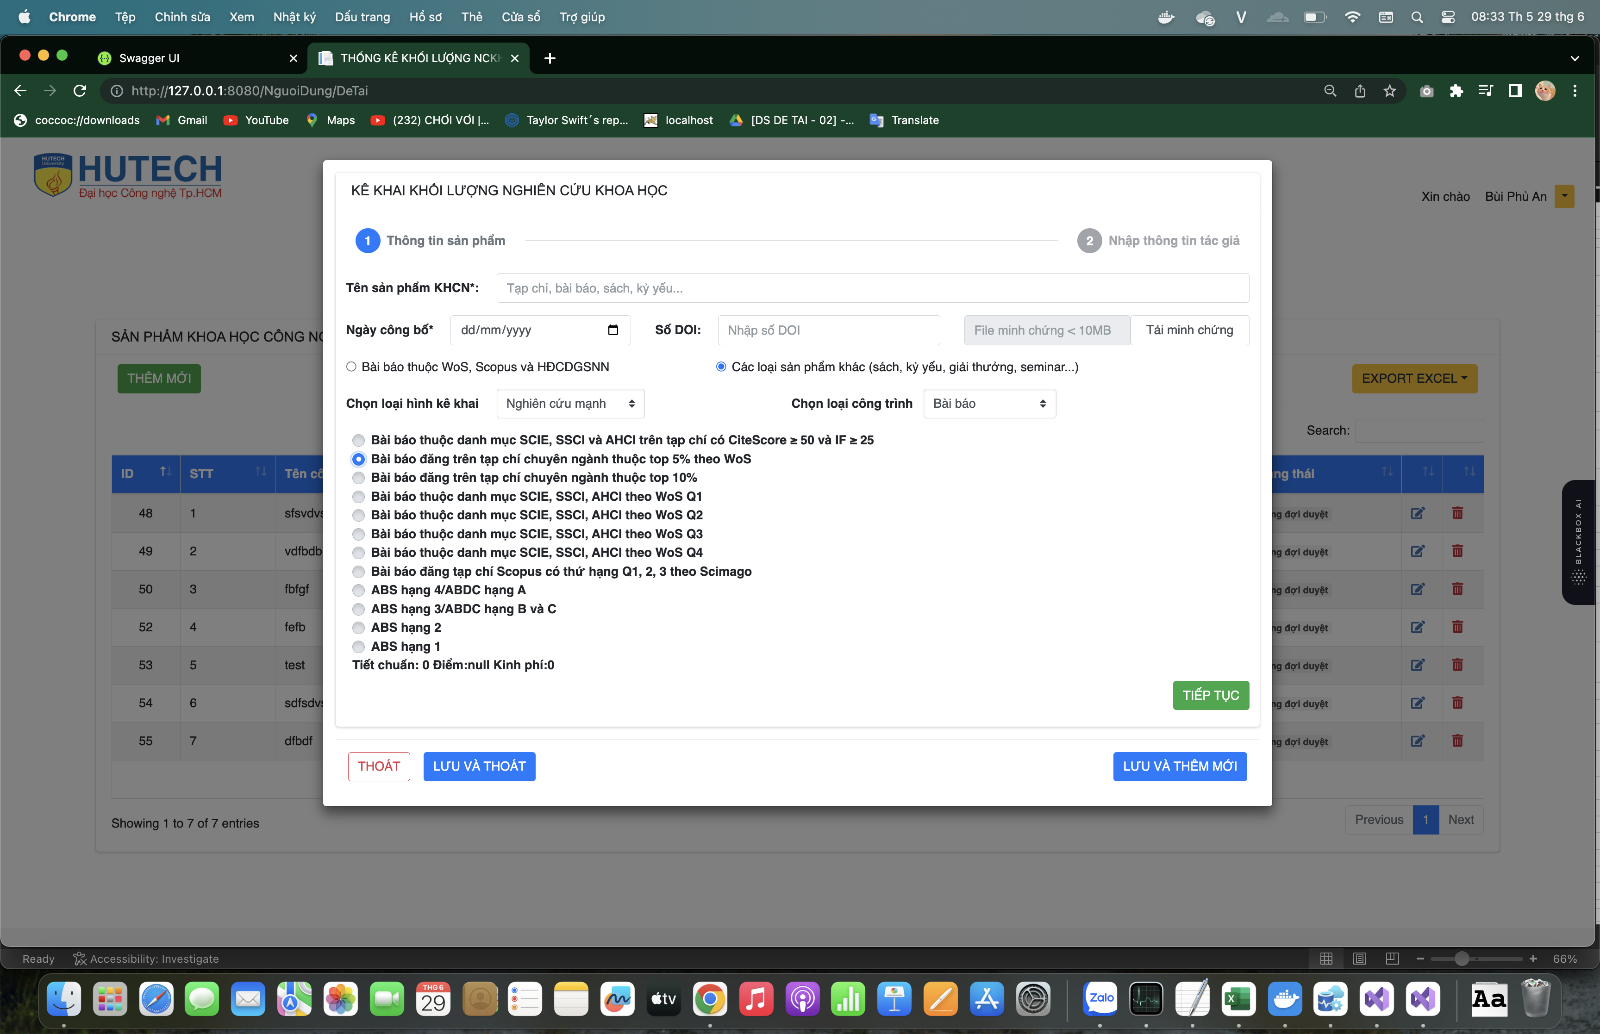 Chrome Tệp Chỉnh sửa Xem Nhật ký Dấu trang Hồ sơ Thẻ Cửa sổ Trợ giúp 08:33 Th 5 29 thg 6
Swagger UI THỐNG KÊ KHỐI LƯỢNG NCKH
http://127.0.0.1:8080/NguoiDung/DeTai
coccoc://downloads Gmail YouTube Maps (232) CHƠI VƠI |... Taylor Swift´s rep... localhost [DS DE TAI - 02] -... Translate
HUTECH
Đại học Công nghệ Tp.HCM
Xin chào Bùi Phú An
KÊ KHAI KHỐI LƯỢNG NGHIÊN CỨU KHOA HỌC
1 Thông tin sản phẩm 2 Nhập thông tin tác giả
Tên sản phẩm KHCN*: Tạp chí, bài báo, sách, kỷ yếu...
Ngày công bố* dd/mm/yyyy Số DOI: Nhập số DOI File minh chứng < 10MB Tải minh chứng
SẢN PHẨM KHOA HỌC CÔNG NG
Bài báo thuộc WoS, Scopus và HĐCDGSNN Các loại sản phẩm khác (sách, kỷ yếu, giải thưởng, seminar...)
THÊM MỚI EXPORT EXCEL
Chọn loại hình kê khai Nghiên cứu mạnh Chọn loại công trình Bài báo
Search:
Bài báo thuộc danh mục SCIE, SSCI và AHCI trên tạp chí có CiteScore ≥ 50 và IF ≥ 25
Bài báo đăng trên tạp chí chuyên ngành thuộc top 5% theo WoS
Bài báo đăng trên tạp chí chuyên ngành thuộc top 10%
Bài báo thuộc danh mục SCIE, SSCI, AHCI theo WoS Q1
Bài báo thuộc danh mục SCIE, SSCI, AHCI theo WoS Q2
Bài báo thuộc danh mục SCIE, SSCI, AHCI theo WoS Q3
Bài báo thuộc danh mục SCIE, SSCI, AHCI theo WoS Q4
Bài báo đăng tạp chí Scopus có thứ hạng Q1, 2, 3 theo Scimago
ABS hạng 4/ABDC hạng A
ABS hạng 3/ABDC hạng B và C
ABS hạng 2
ABS hạng 1
Tiết chuẩn: 0 Điểm:null Kinh phí:0
TIẾP TỤC
THOÁT LƯU VÀ THOÁT LƯU VÀ THÊM MỚI
ID STT Tên cô ng thái
48 1 sfsvdvs ng đợi duyệt
49 2 vdfbdb ng đợi duyệt
50 3 fbfgf ng đợi duyệt
52 4 fefb ng đợi duyệt
53 5 test ng đợi duyệt
54 6 sdfsdvs ng đợi duyệt
55 7 dfbdf ng đợi duyệt
BLACKBOX AI
Showing 1 to 7 of 7 entries Previous 1 Next
Ready Accessibility: Investigate 66%
THG 6
29
tv
Zalo
Aa